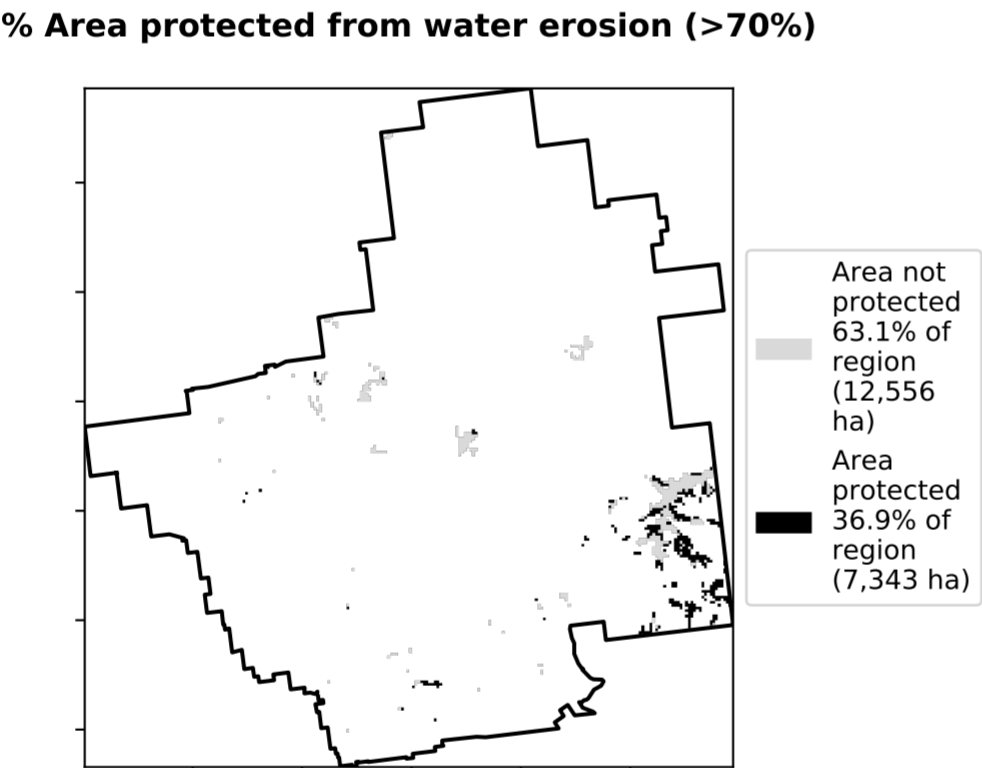 % Area protected from water erosion (>70%)
Area not
protected
63.1% of
region
(12,556
ha)
Area
protected
36.9% of
region
(7,343 ha)